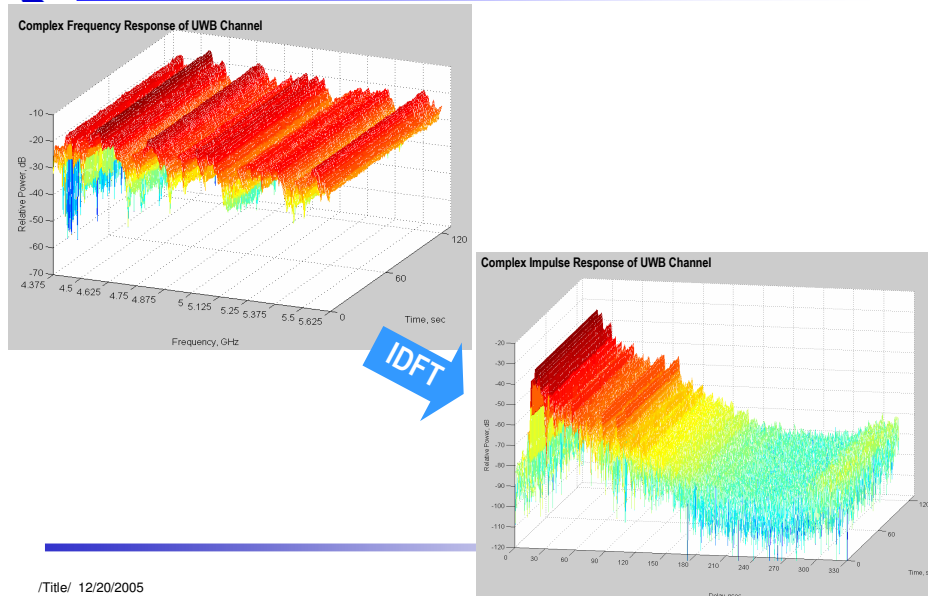 Complex Frequency Response of UWB Channel
-10
-20
-30
-40
-50
-60
-70
Relative Power, dB
4.375 4.5 4.625 4.75 4.875 5 5.125 5.25 5.375 5.5 5.625
Frequency, GHz
0 60 120
Time, sec
IDFT
Complex Impulse Response of UWB Channel
-20
-30
-40
-50
-60
-70
-80
-90
-100
-110
-120
Relative Power, dB
0 30 60 90 120 150 180 210 240 270 300 330
0 60 120
Time, s
/Title/ 12/20/2005